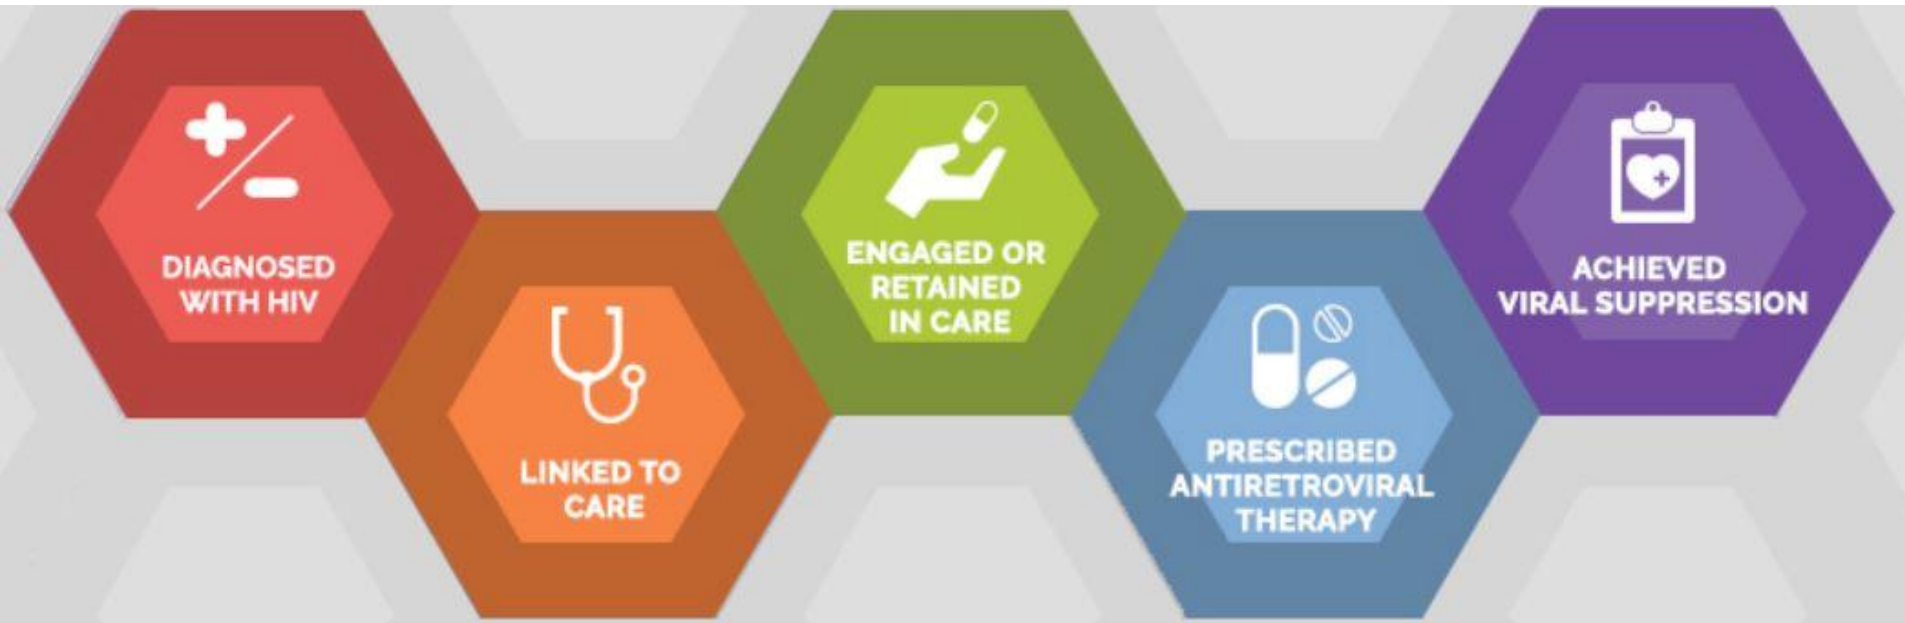 DIAGNOSED
WITH HIV
LINKED TO
CARE
ENGAGED OR
RETAINED
IN CARE
PRESCRIBED
ANTIRETROVIRAL
THERAPY
ACHIEVED
VIRAL SUPPRESSION